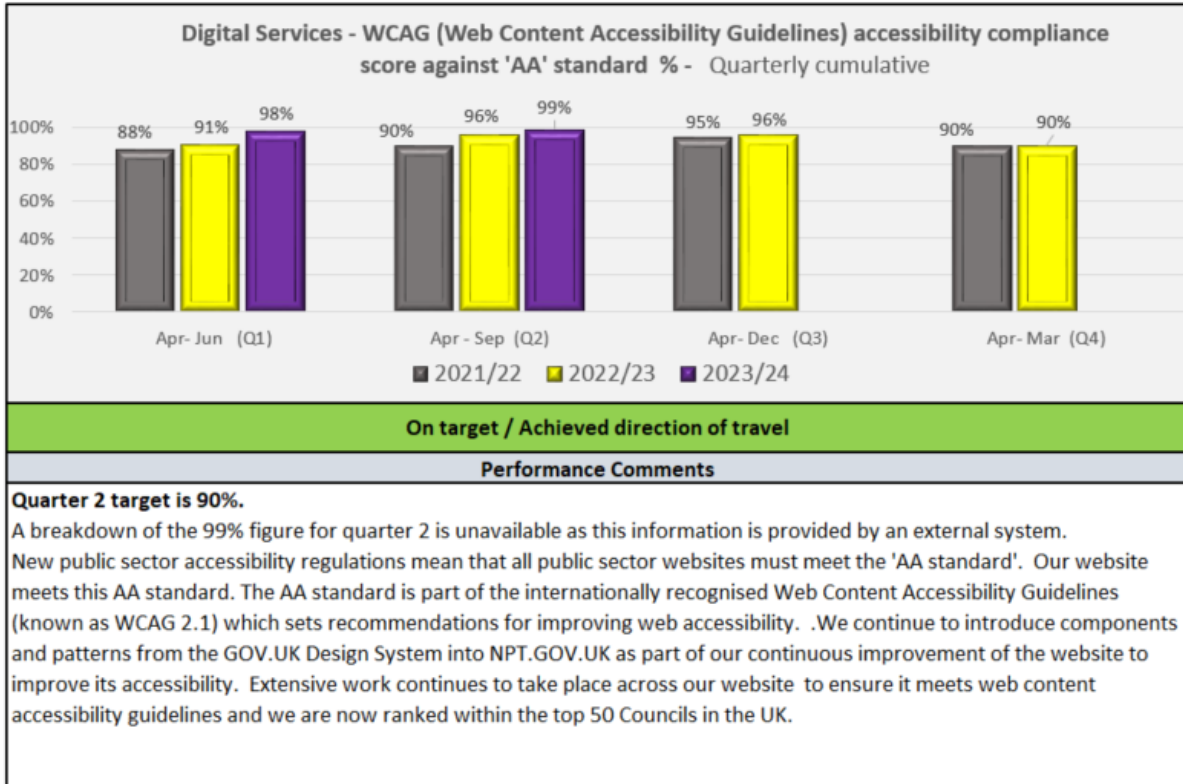 Digital Services - WCAG (Web Content Accessibility Guidelines) accessibility compliance
score against 'AA' standard % - Quarterly cumulative
100%
80%
60%
40%
20%
0%
88%
91%
98%
90%
96%
99%
95%
96%
90%
90%
Apr- Jun (Q1)
Apr - Sep (Q2)
Apr- Dec (Q3)
Apr- Mar (Q4)
2021/22 2022/23 2023/24
On target / Achieved direction of travel
Performance Comments
Quarter 2 target is 90%.
A breakdown of the 99% figure for quarter 2 is unavailable as this information is provided by an external system.
New public sector accessibility regulations mean that all public sector websites must meet the 'AA standard'. Our website
meets this AA standard. The AA standard is part of the internationally recognised Web Content Accessibility Guidelines
(known as WCAG 2.1) which sets recommendations for improving web accessibility. .We continue to introduce components
and patterns from the GOV.UK Design System into NPT.GOV.UK as part of our continuous improvement of the website to
improve its accessibility. Extensive work continues to take place across our website to ensure it meets web content
accessibility guidelines and we are now ranked within the top 50 Councils in the UK.